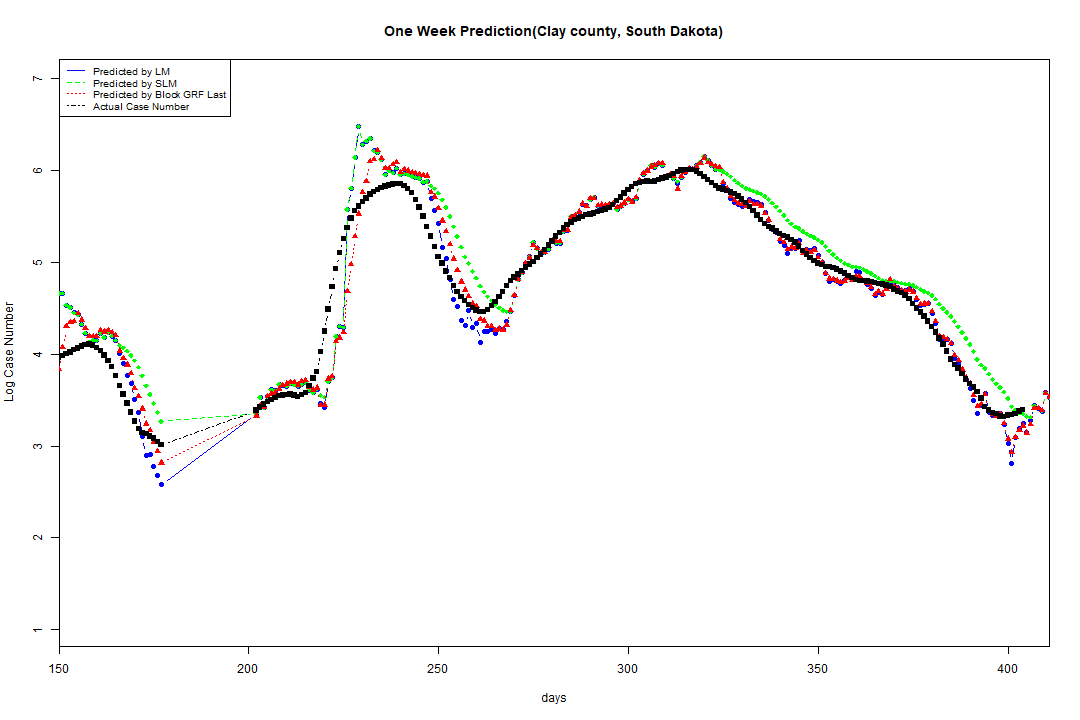 One Week Prediction(Clay county, South Dakota)
Predicted by LM
Predicted by SLM
Predicted by Block GRF Last
Actual Case Number
7
6
5
4
3
2
1
Log Case Number
150 200 250 300 350 400
days